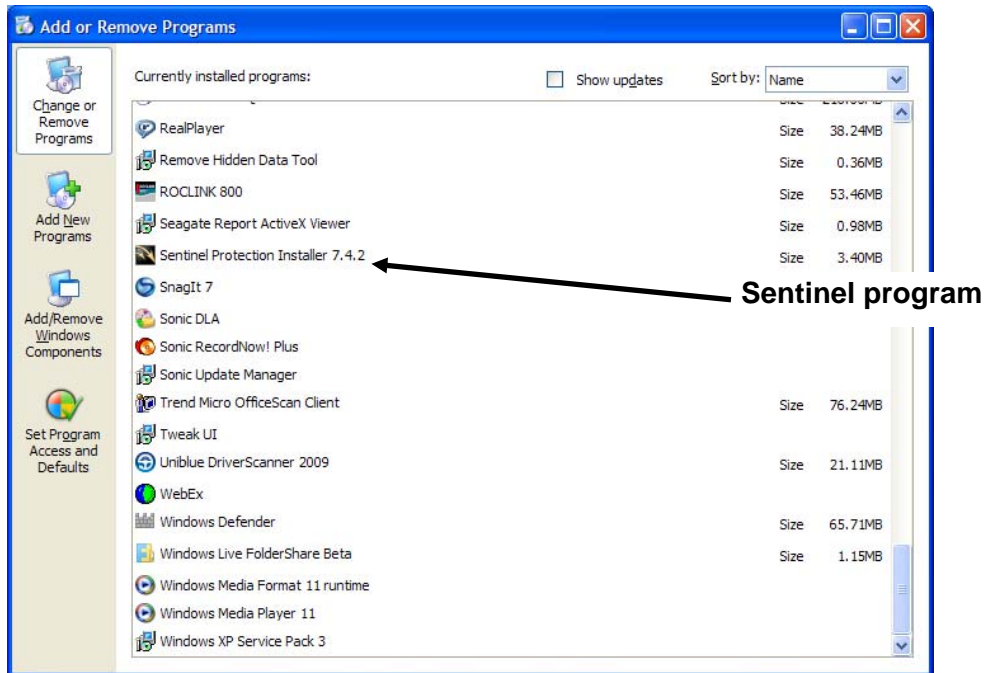 Add or Remove Programs
Change or
Remove
Programs
Add New
Programs
Add/Remove
Windows
Components
Set Program
Access and
Defaults
Currently installed programs:
Show updates
Sort by: Name
RealPlayer Size 38.24MB
Remove Hidden Data Tool Size 0.36MB
ROCLINK 800 Size 53.46MB
Seagate Report ActiveX Viewer Size 0.98MB
Sentinel Protection Installer 7.4.2 Size 3.40MB
Sentinel program
SnagIt 7
Sonic DLA
Sonic RecordNow! Plus
Sonic Update Manager
Trend Micro OfficeScan Client Size 76.24MB
Tweak UI
Uniblue DriverScanner 2009 Size 21.11MB
WebEx
Windows Defender Size 65.71MB
Windows Live FolderShare Beta Size 1.15MB
Windows Media Format 11 runtime
Windows Media Player 11
Windows XP Service Pack 3